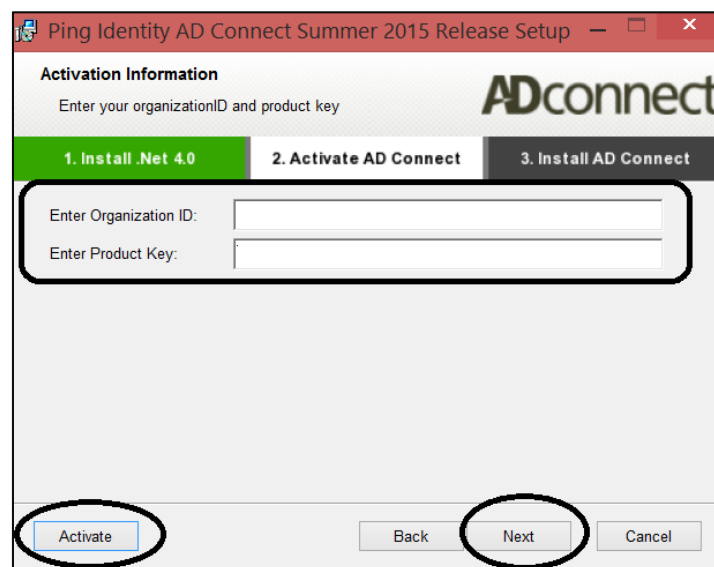 Ping Identity AD Connect Summer 2015 Release Setup
Activation Information
Enter your organizationID and product key
ADconnect
1. Install .Net 4.0
2. Activate AD Connect
3. Install AD Connect
Enter Organization ID:
Enter Product Key:
Activate
Back
Next
Cancel